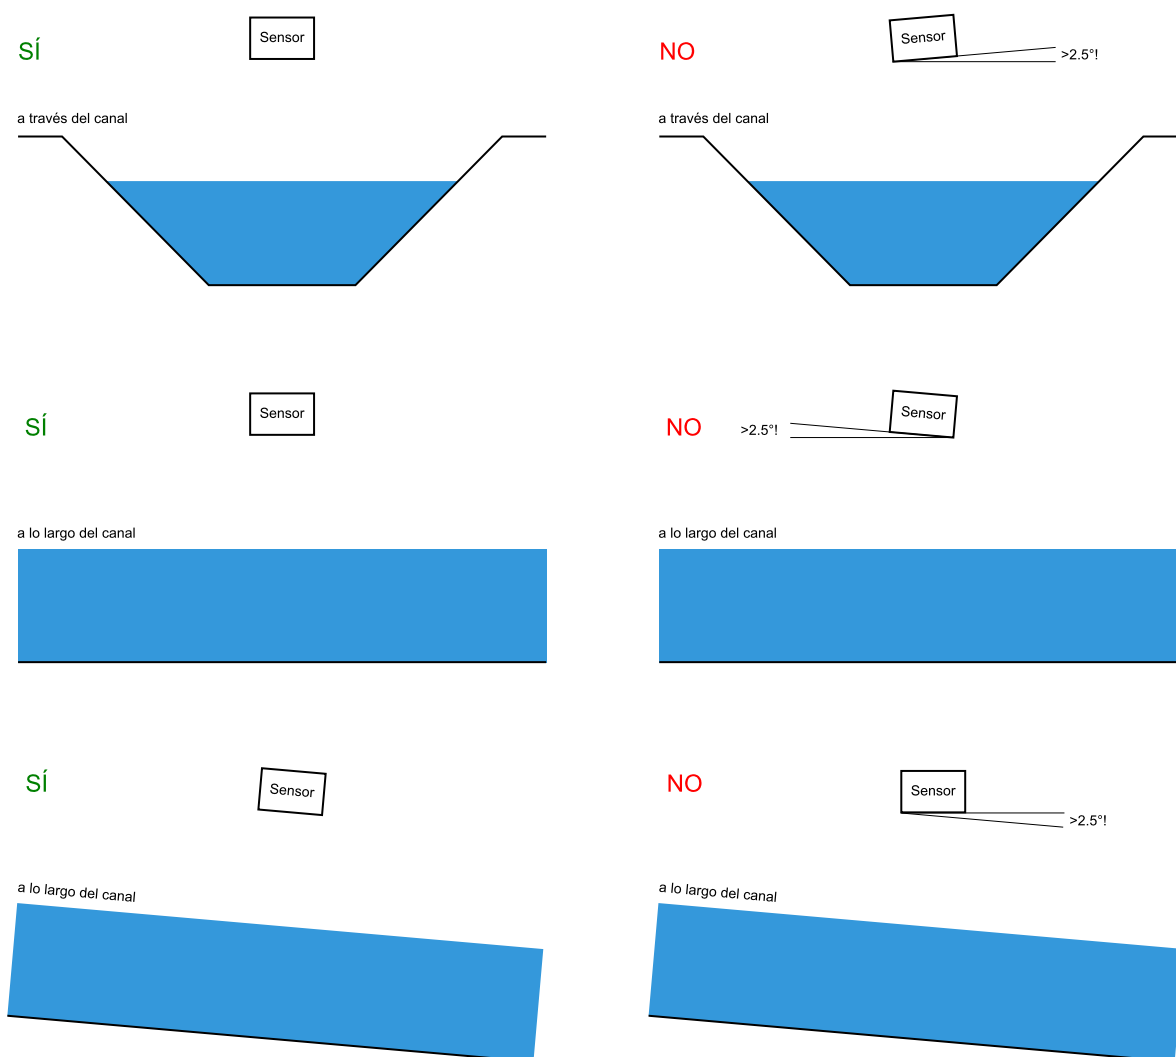 Sensor
SÍ
a través del canal
Sensor
NO
>2.5°!
a través del canal
Sensor
SÍ
a lo largo del canal
Sensor
NO
>2.5°!
a lo largo del canal
Sensor
SÍ
a lo largo del canal
Sensor
NO
>2.5°!
a lo largo del canal